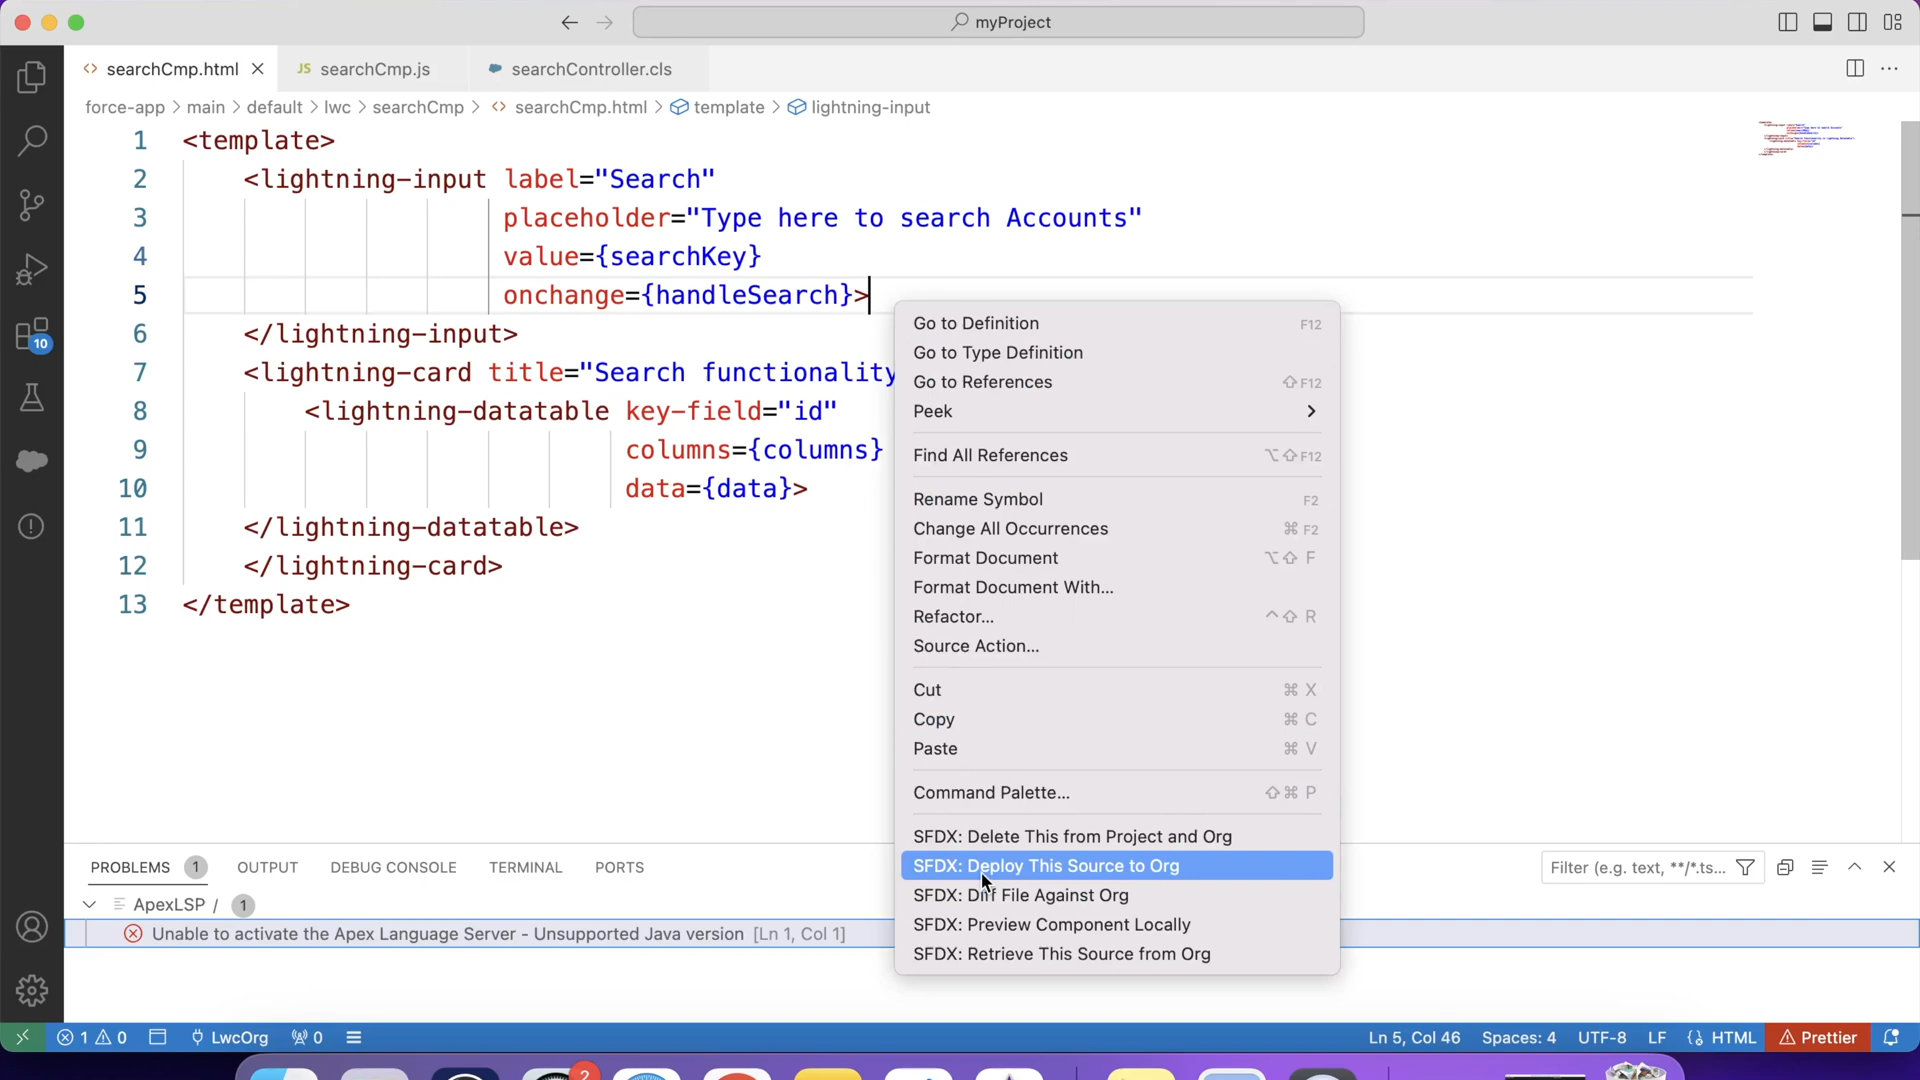 myProject
searchCmp.html
JS searchCmp.js
searchController.cls
force-app > main > default > lwc > searchCmp > searchCmp.html > template > lightning-input
1 <template>
2 <lightning-input label="Search"
3 placeholder="Type here to search Accounts"
4 value={searchKey}
5 onchange={handleSearch}>
6 </lightning-input>
7 <lightning-card title="Search functionality
8 <lightning-datatable key-field="id"
9 columns={columns}
10 data={data}>
11 </lightning-datatable>
12 </lightning-card>
13 </template>
Go to Definition F12
Go to Type Definition
Go to References ⇧F12
Peek
Find All References ⌥⇧F12
Rename Symbol F2
Change All Occurrences ⌘F2
Format Document ⌥⇧F
Format Document With...
Refactor... ^⇧R
Source Action...
Cut ⌘X
Copy ⌘C
Paste ⌘V
Command Palette... ⇧⌘P
SFDX: Delete This from Project and Org
SFDX: Deploy This Source to Org
SFDX: Diff File Against Org
SFDX: Preview Component Locally
SFDX: Retrieve This Source from Org
10
PROBLEMS 1 OUTPUT DEBUG CONSOLE TERMINAL PORTS
Filter (e.g. text, **/*.ts...
ApexLSP / 1
Unable to activate the Apex Language Server - Unsupported Java version [Ln 1, Col 1]
1 0 LwcOrg 0
Ln 5, Col 46 Spaces: 4 UTF-8 LF HTML Prettier
2